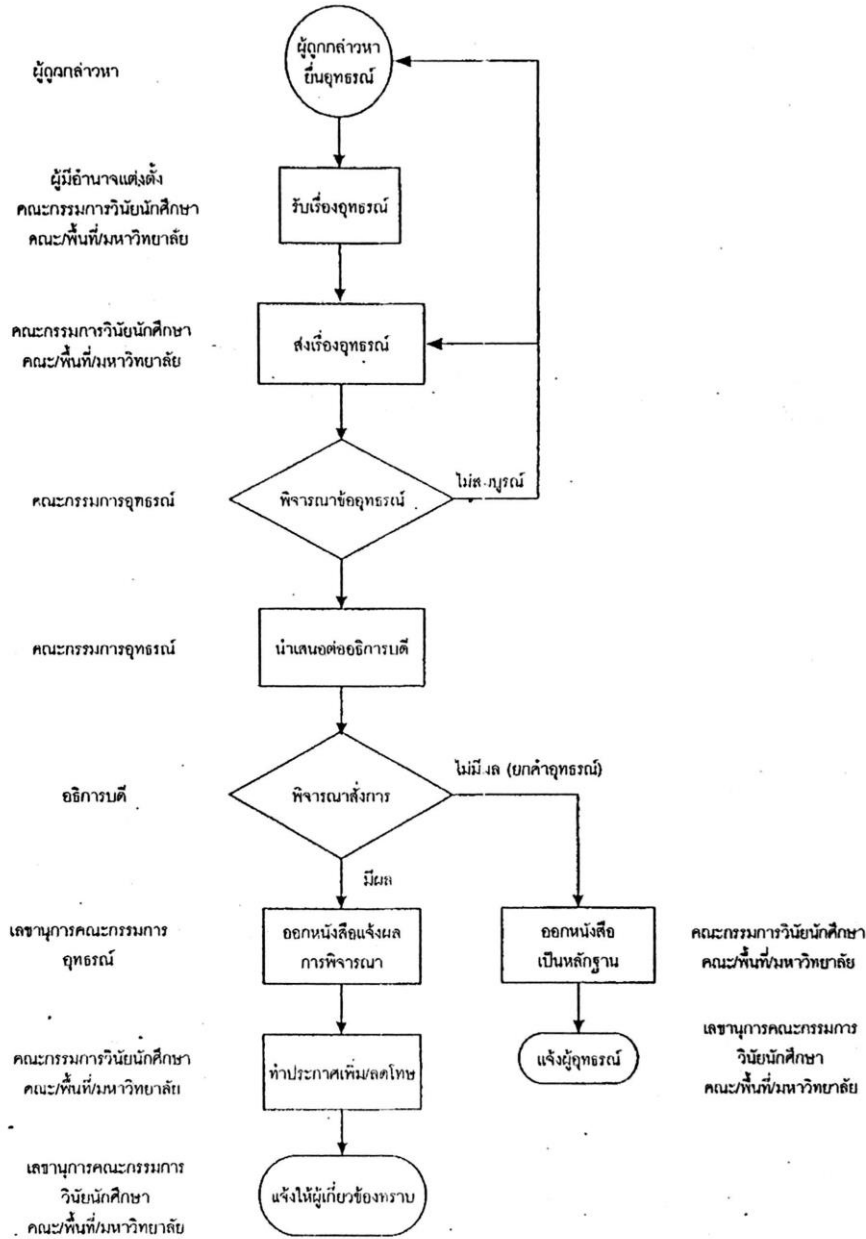 ผู้ถูกกล่าวหา
ผู้ถูกกล่าวหา
ยื่นอุทธรณ์
ผู้มีอำนาจแต่งตั้ง
คณะกรรมการวินัยนักศึกษา
คณะ/พื้นที่/มหาวิทยาลัย
รับเรื่องอุทธรณ์
คณะกรรมการวินัยนักศึกษา
คณะ/พื้นที่/มหาวิทยาลัย
ส่งเรื่องอุทธรณ์
คณะกรรมการอุทธรณ์
พิจารณาข้ออุทธรณ์
ไม่สมบูรณ์
คณะกรรมการอุทธรณ์
นำเสนอต่ออธิการบดี
อธิการบดี
พิจารณาสั่งการ
ไม่มีผล (ยกคำอุทธรณ์)
มีผล
เลขานุการคณะกรรมการ
อุทธรณ์
ออกหนังสือแจ้งผล
การพิจารณา
ออกหนังสือ
เป็นหลักฐาน
คณะกรรมการวินัยนักศึกษา
คณะ/พื้นที่/มหาวิทยาลัย
คณะกรรมการวินัยนักศึกษา
คณะ/พื้นที่/มหาวิทยาลัย
ทำประกาศเพิ่ม/ลดโทษ
แจ้งผู้อุทธรณ์
เลขานุการคณะกรรมการ
วินัยนักศึกษา
คณะ/พื้นที่/มหาวิทยาลัย
เลขานุการคณะกรรมการ
วินัยนักศึกษา
คณะ/พื้นที่/มหาวิทยาลัย
แจ้งให้ผู้เกี่ยวข้องทราบ